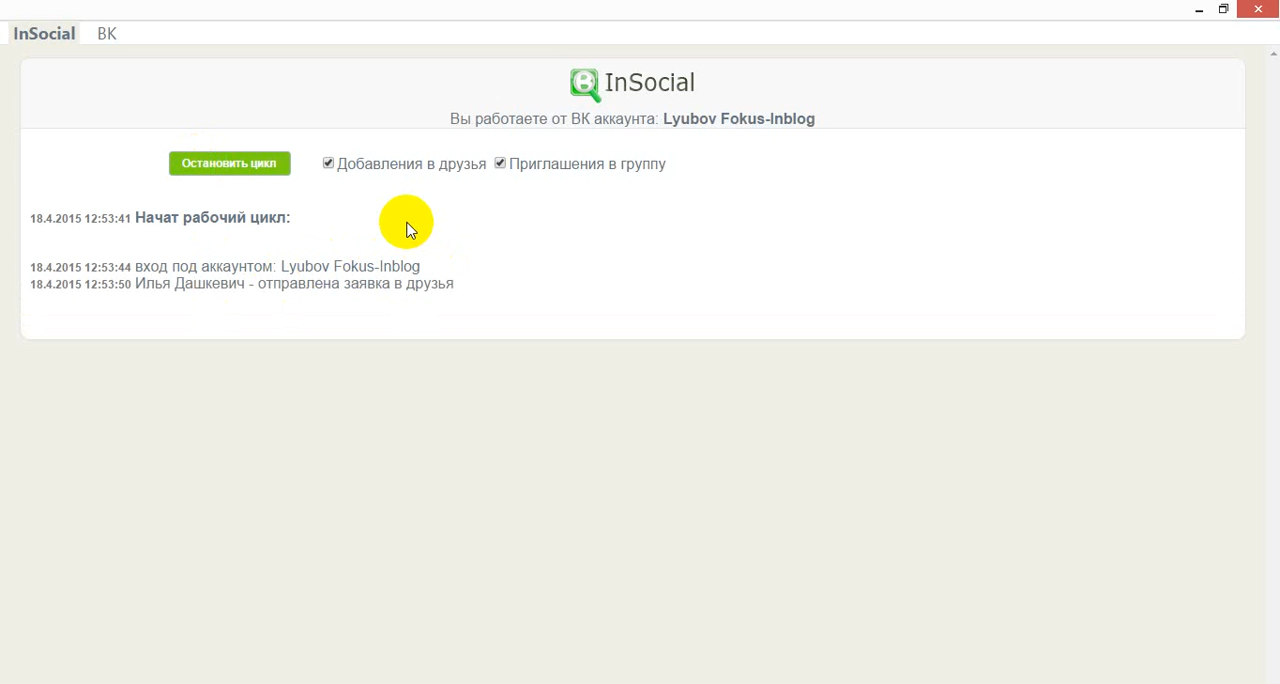 InSocial ВК
InSocial
Вы работаете от ВК аккаунта: Lyubov Fokus-Inblog
Остановить цикл Добавления в друзья Приглашения в группу
18.4.2015 12:53:41 Начат рабочий цикл:
18.4.2015 12:53:44 вход под аккаунтом: Lyubov Fokus-Inblog
18.4.2015 12:53:50 Илья Дашкевич - отправлена заявка в друзья